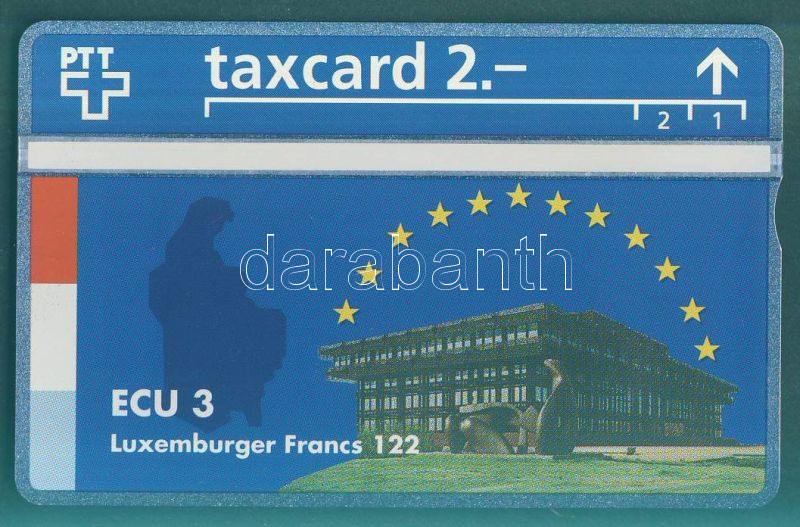 PTT
taxcard 2.–
2 1
darabanth
ECU 3
Luxemburger Francs 122